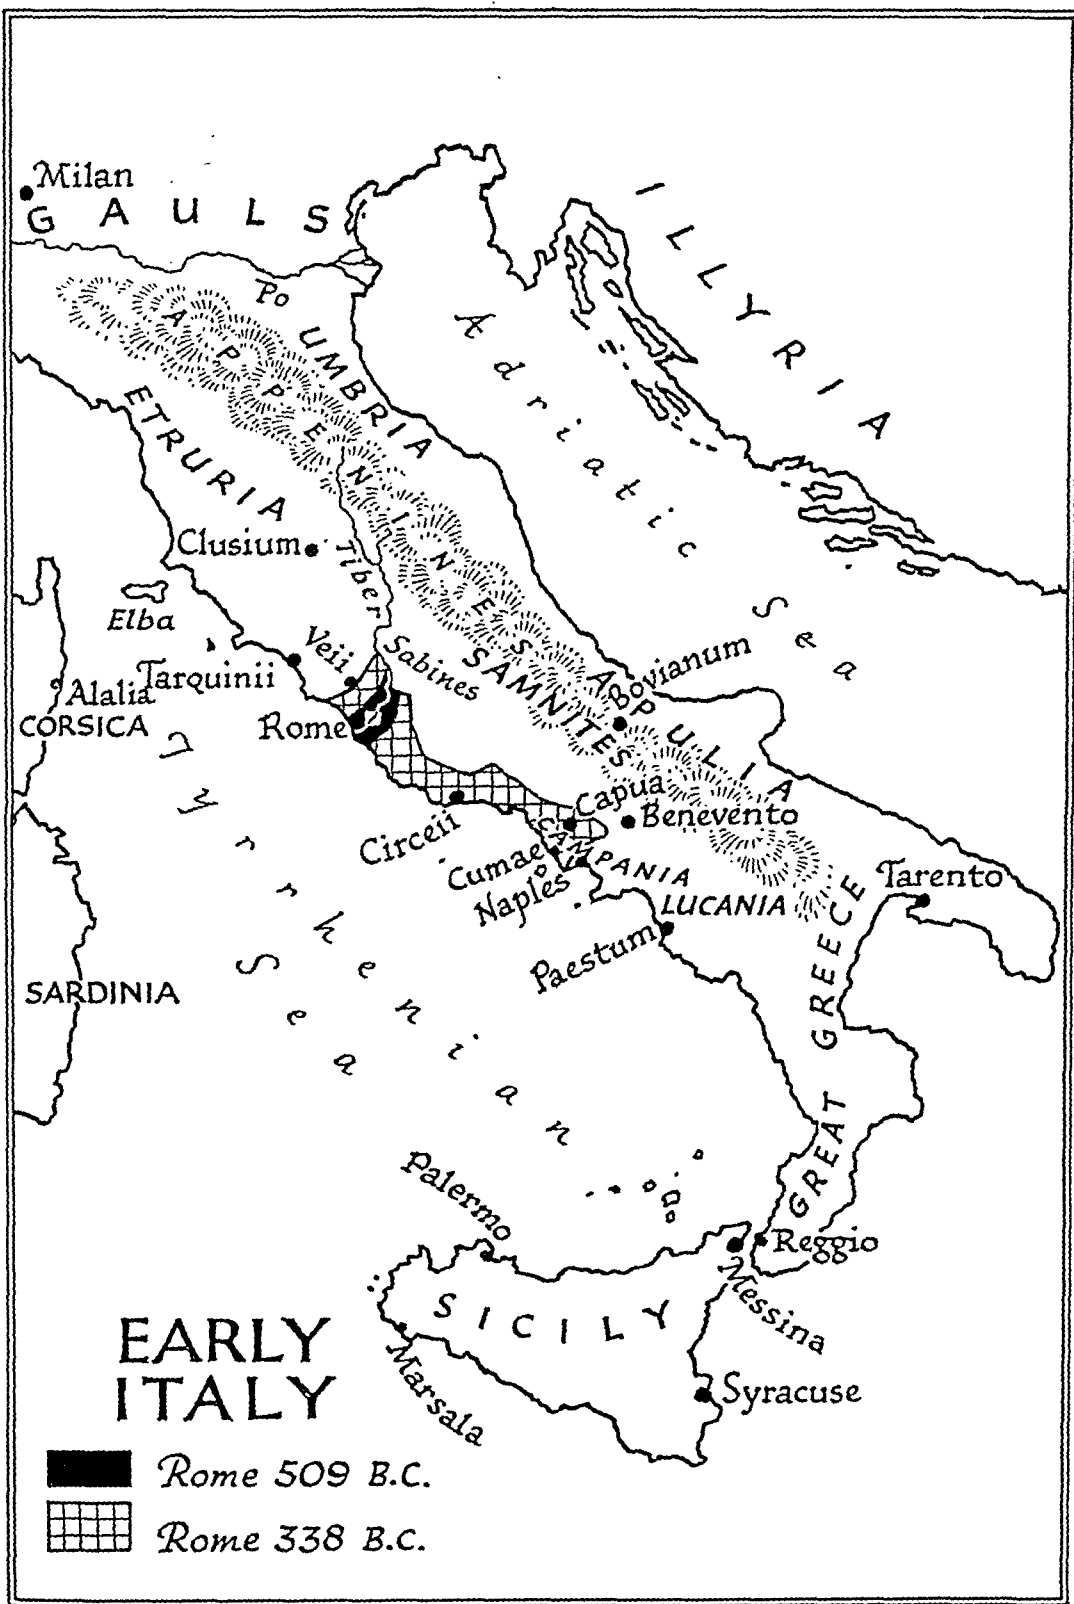 Milan
GAULS
ILLYRIA
Po
APPENNINES
UMBRIA
Adriatic Sea
ETRURIA
Clusium
Tiber
Elba
Veii
Sabines
Tarquinii
Alalia
CORSICA
Rome
SAMNITES
Bovianum
APULIA
Tyrrhenian Sea
Capua
Benevento
Circeii
Cumae
CAMPANIA
Naples
LUCANIA
Tarento
Paestum
GREAT GREECE
SARDINIA
Palermo
Reggio
Messina
SICILY
Marsala
Syracuse
EARLY
ITALY
Rome 509 B.C.
Rome 338 B.C.